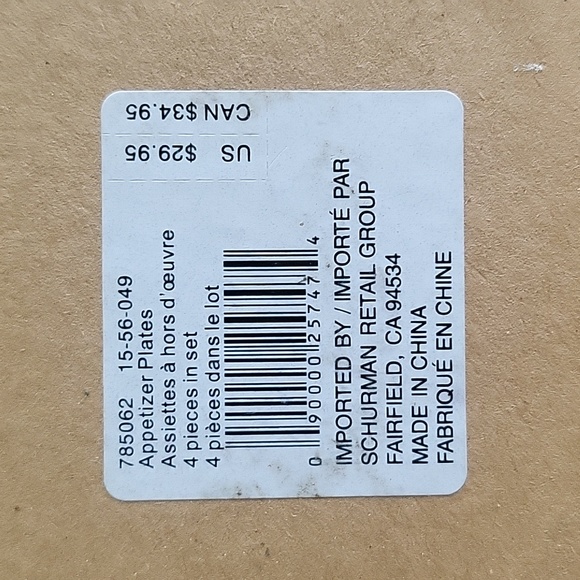 785062 15-56-049
Appetizer Plates
Assiettes à hors d'œuvre
4 pieces in set
4 pièces dans le lot
0 90000 25747 4
IMPORTED BY / IMPORTÉ PAR
SCHURMAN RETAIL GROUP
FAIRFIELD, CA 94534
MADE IN CHINA
FABRIQUÉ EN CHINE
US $29.95
CAN $34.95